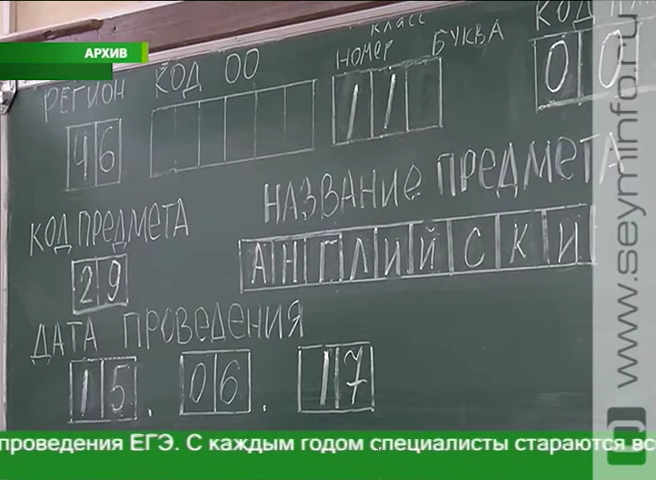 АРХИВ
КОД
класс
РЕГИОН КОД ОО номер БУКВА
46 11 00
НАЗВАНИЕ ПРЕДМЕТА
КОД ПРЕДМЕТА
АНГЛИЙСКИ
29
ДАТА ПРОВЕДЕНИЯ
15.06.17
проведения ЕГЭ. С каждым годом специалисты стараются вс
www.seyminfo.ru